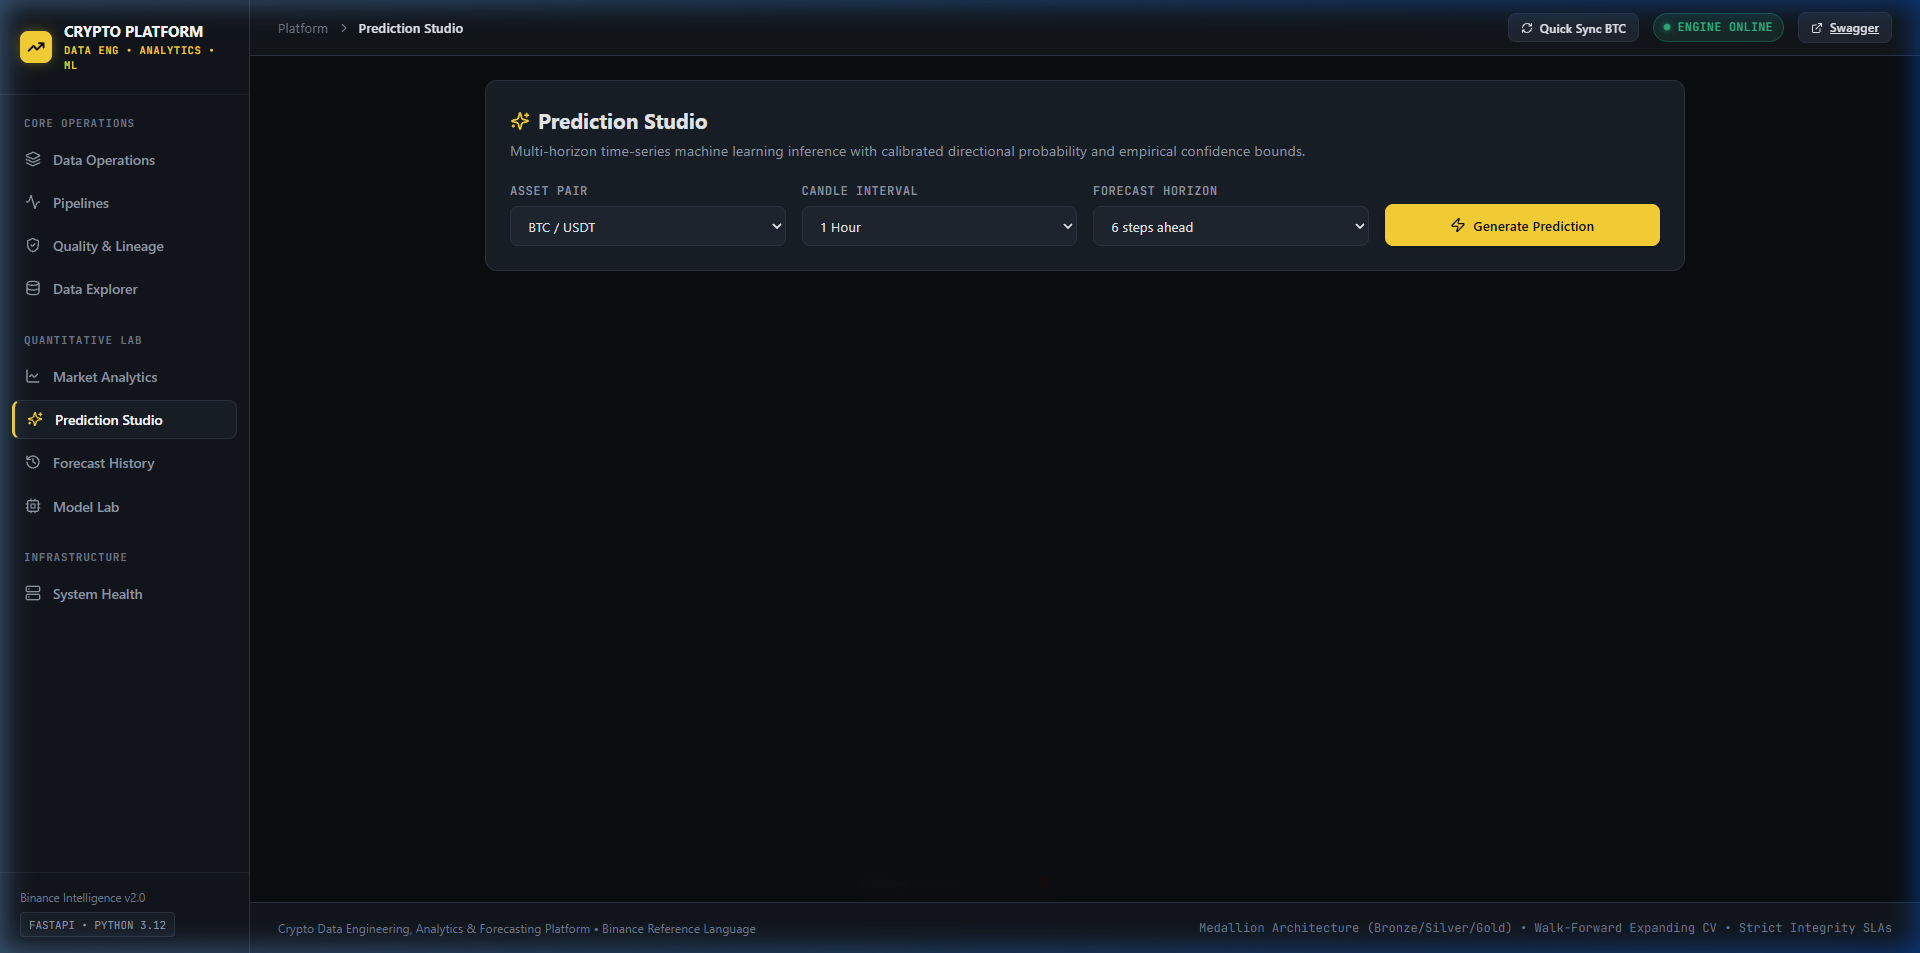 CRYPTO PLATFORM
DATA ENG • ANALYTICS •
ML
CORE OPERATIONS
Data Operations
Pipelines
Quality & Lineage
Data Explorer
QUANTITATIVE LAB
Market Analytics
Prediction Studio
Forecast History
Model Lab
INFRASTRUCTURE
System Health
Binance Intelligence v2.0
FASTAPI • PYTHON 3.12
Platform > Prediction Studio
Quick Sync BTC
ENGINE ONLINE
Swagger
Prediction Studio
Multi-horizon time-series machine learning inference with calibrated directional probability and empirical confidence bounds.
ASSET PAIR
BTC / USDT
CANDLE INTERVAL
1 Hour
FORECAST HORIZON
6 steps ahead
Generate Prediction
Crypto Data Engineering, Analytics & Forecasting Platform • Binance Reference Language
Medallion Architecture (Bronze/Silver/Gold) • Walk-Forward Expanding CV • Strict Integrity SLAs